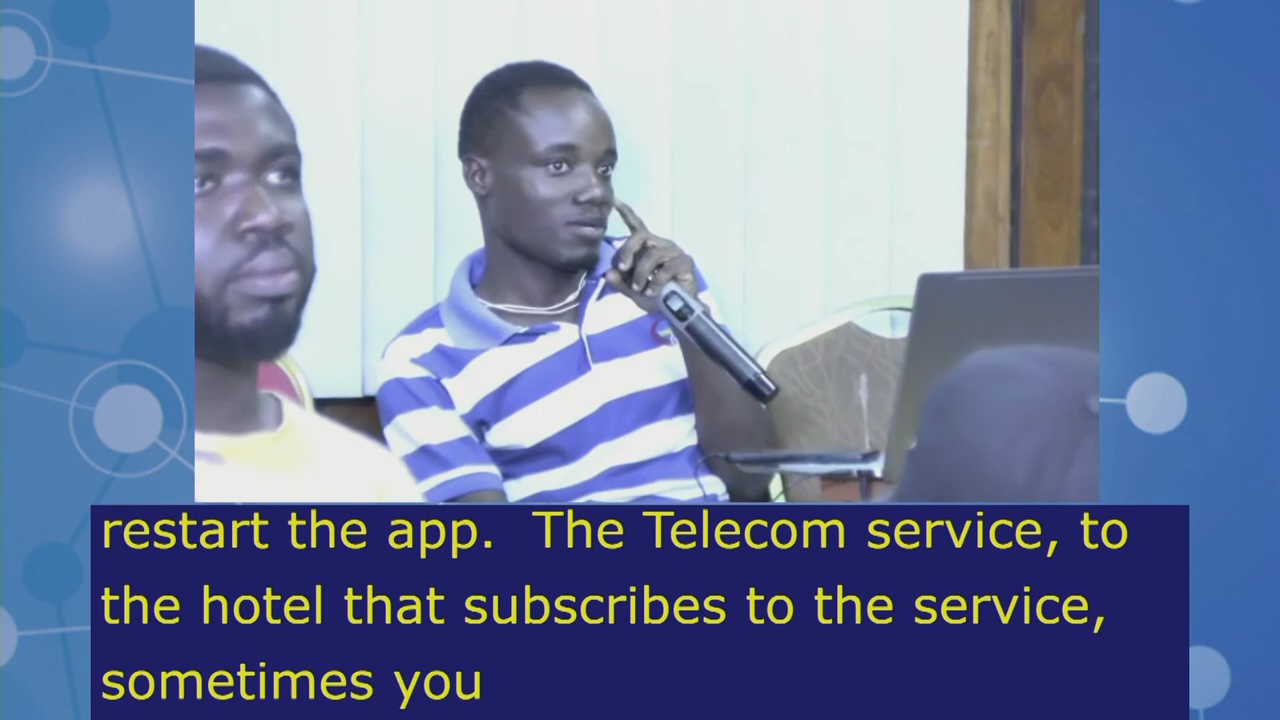 restart the app.  The Telecom service, to
the hotel that subscribes to the service,
sometimes you